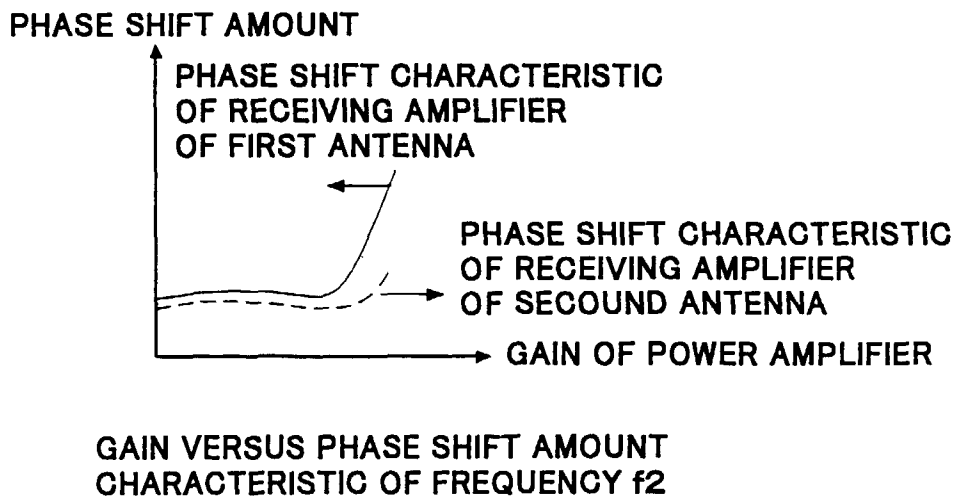 PHASE SHIFT AMOUNT
PHASE SHIFT CHARACTERISTIC
OF RECEIVING AMPLIFIER
OF FIRST ANTENNA
PHASE SHIFT CHARACTERISTIC
OF RECEIVING AMPLIFIER
OF SECOUND ANTENNA
GAIN OF POWER AMPLIFIER
GAIN VERSUS PHASE SHIFT AMOUNT
CHARACTERISTIC OF FREQUENCY f2